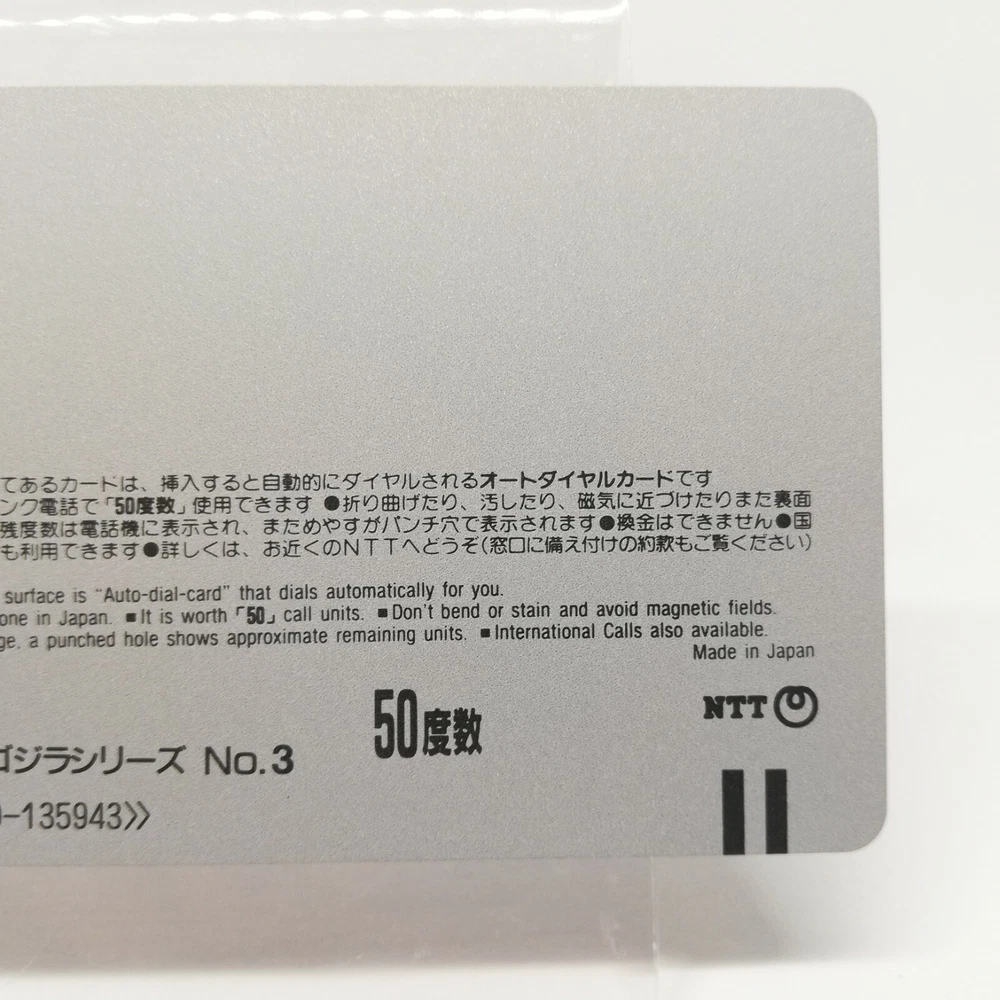 てあるカードは、挿入すると自動的にダイヤルされるオートダイヤルカードです
ンク電話で「50度数」使用できます ●折り曲げたり、汚したり、磁気に近づけたりまた裏面
残度数は電話機に表示され、まためやすがパンチ穴で表示されます●換金はできません●国
も利用できます●詳しくは、お近くのNTTへどうぞ(窓口に備え付けの約款もご覧ください)
surface is "Auto-dial-card" that dials automatically for you.
one in Japan. ■It is worth「50」call units. ■Don't bend or stain and avoid magnetic fields.
ge, a punched hole shows approximate remaining units. ■International Calls also available.
Made in Japan
NTT
50度数
ゴジラシリーズ No.3
-135943》